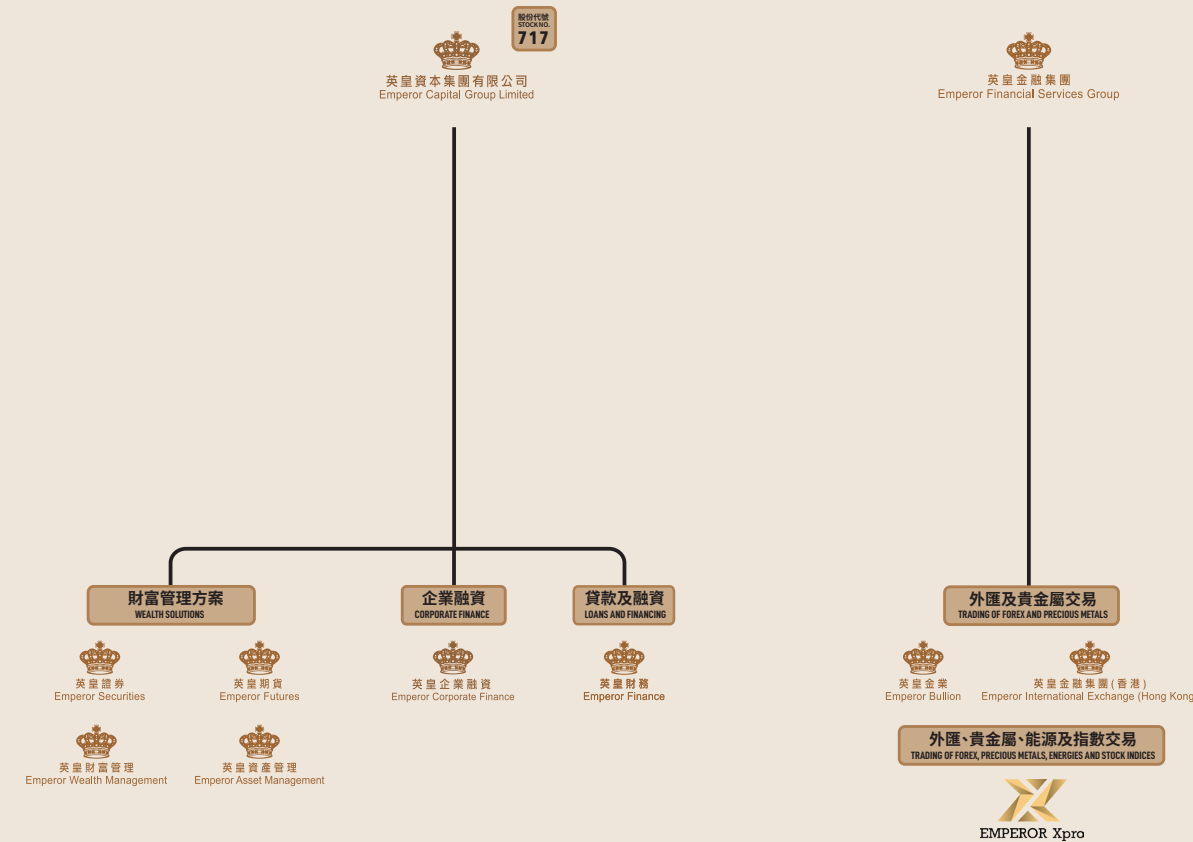 股份代號
STOCK NO.
717
英皇資本集團有限公司
Emperor Capital Group Limited
英皇金融集團
Emperor Financial Services Group
財富管理方案
WEALTH SOLUTIONS
企業融資
CORPORATE FINANCE
貸款及融資
LOANS AND FINANCING
外匯及貴金屬交易
TRADING OF FOREX AND PRECIOUS METALS
英皇證券
Emperor Securities
英皇期貨
Emperor Futures
英皇企業融資
Emperor Corporate Finance
英皇財務
Emperor Finance
英皇金業
Emperor Bullion
英皇金融集團(香港)
Emperor International Exchange (Hong Kong
英皇財富管理
Emperor Wealth Management
英皇資產管理
Emperor Asset Management
外匯、貴金屬、能源及指數交易
TRADING OF FOREX, PRECIOUS METALS, ENERGIES AND STOCK INDICES
EMPEROR Xpro